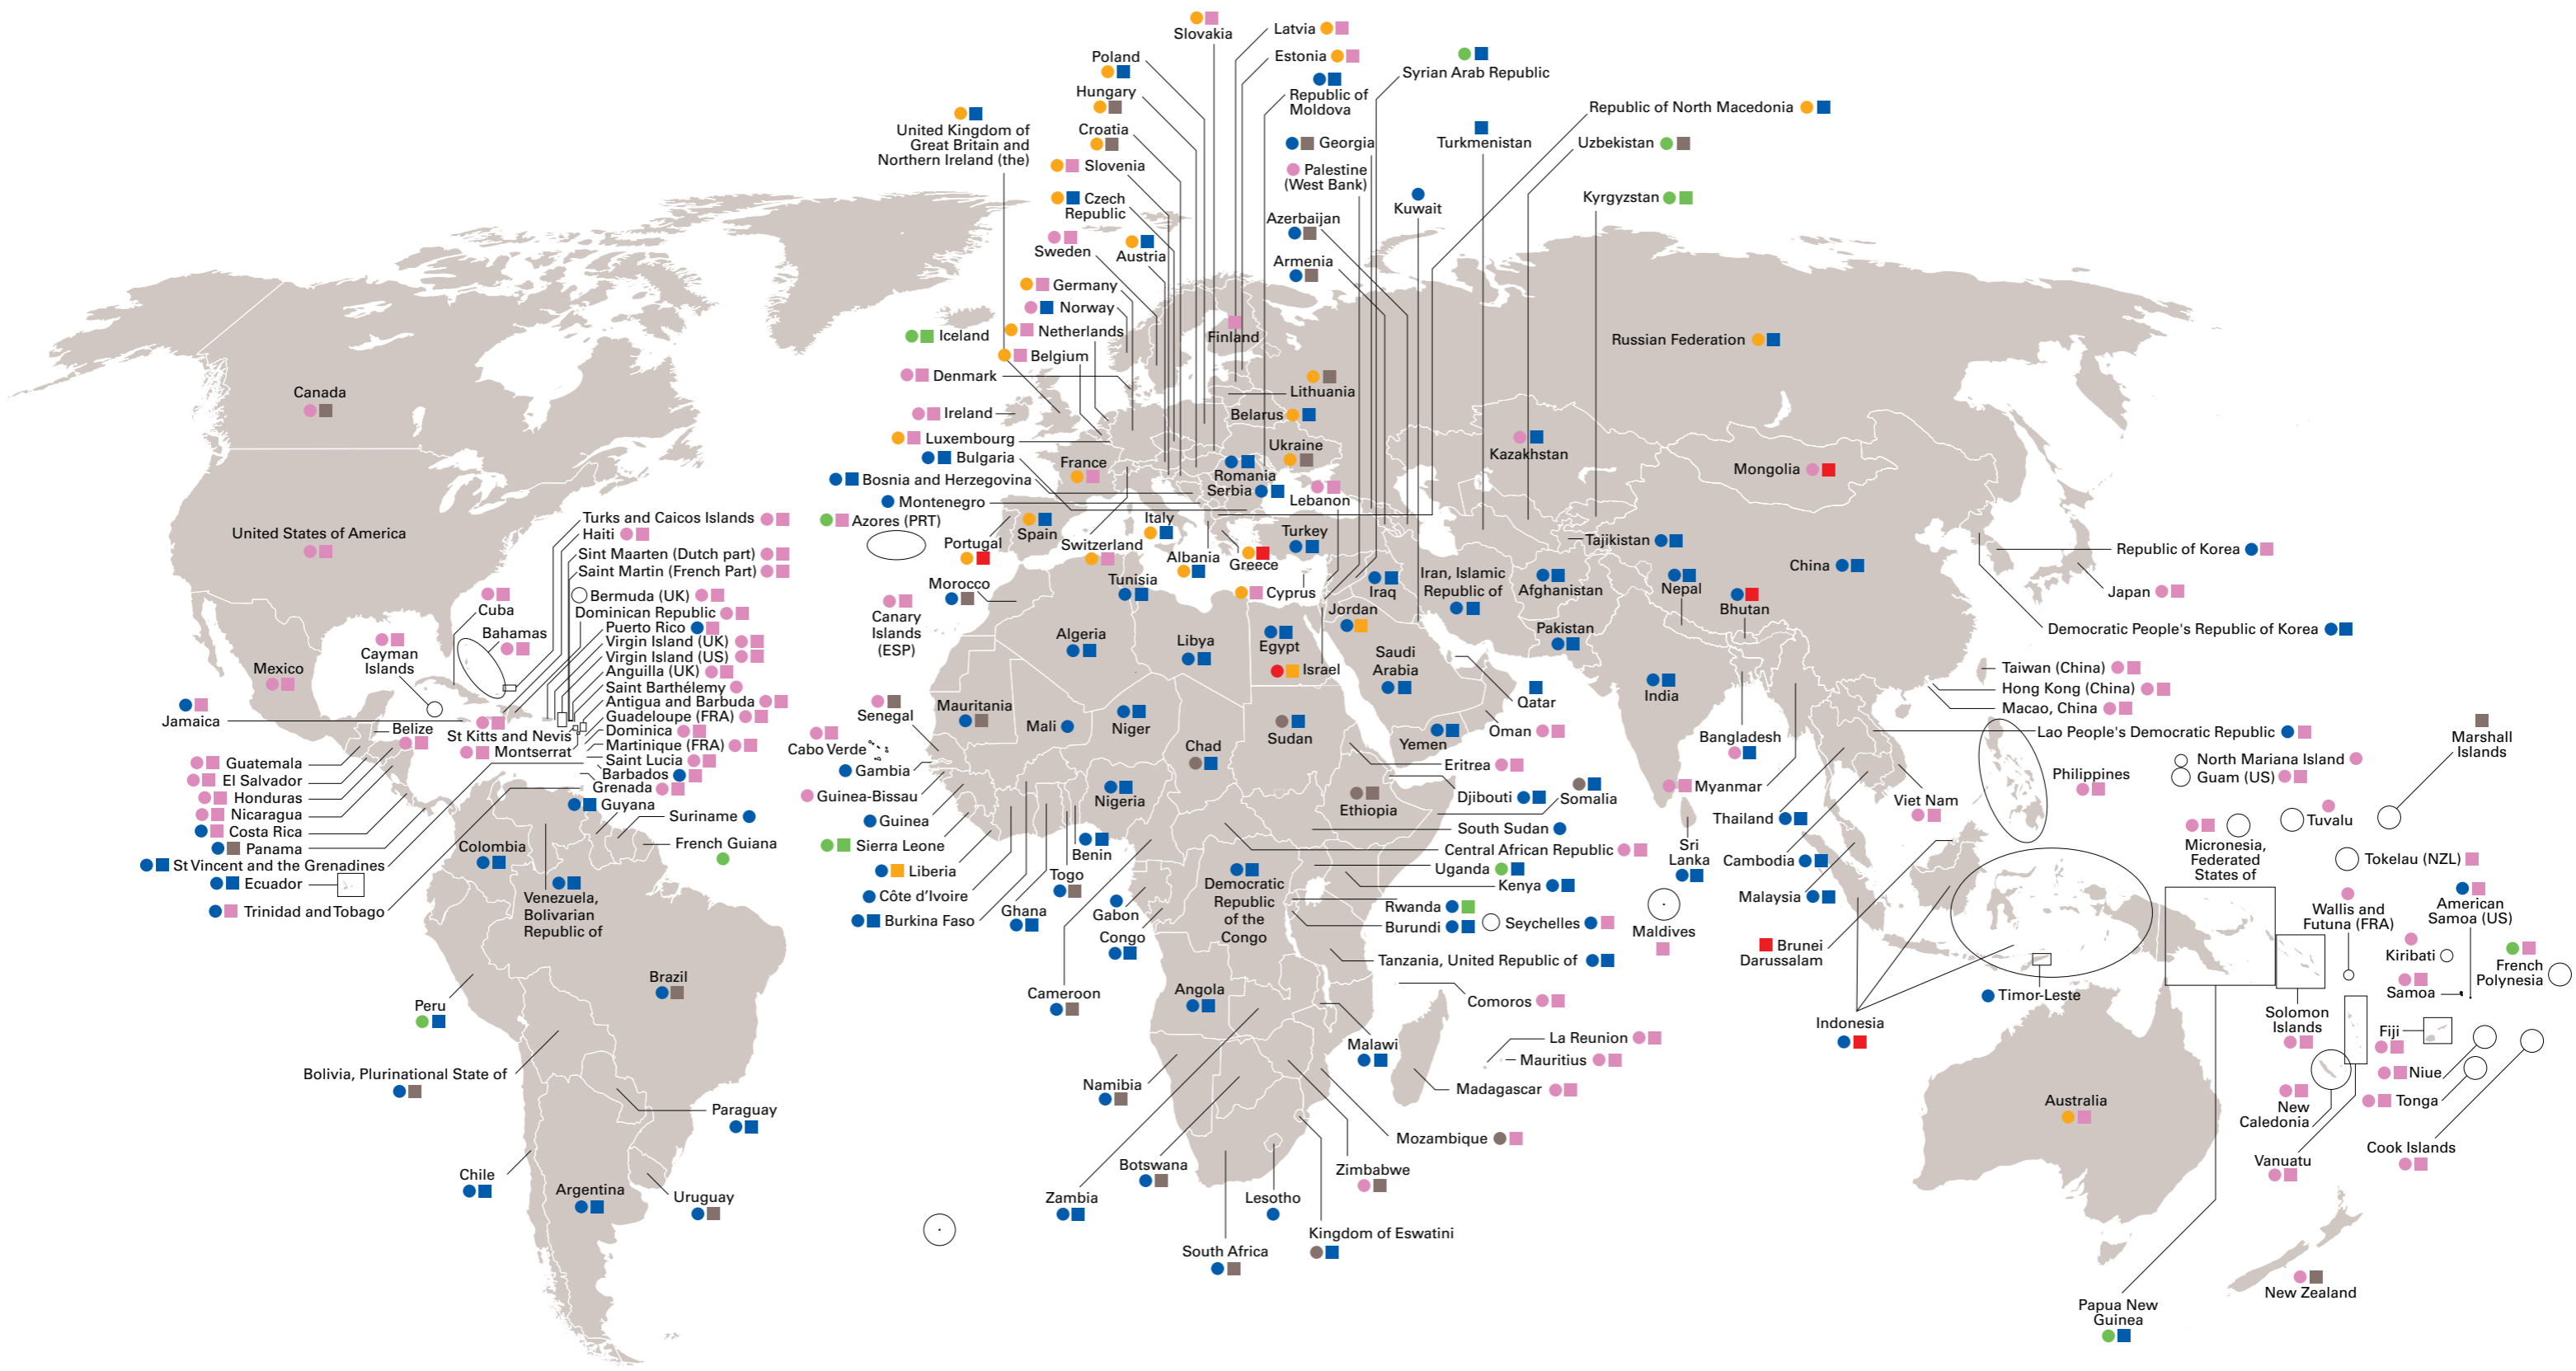 Slovakia
Latvia
Estonia
Poland
Syrian Arab Republic
Hungary
Republic of
Moldova
Republic of North Macedonia
United Kingdom of
Great Britain and
Northern Ireland (the)
Croatia
Georgia
Turkmenistan
Uzbekistan
Slovenia
Palestine
(West Bank)
Czech
Republic
Kuwait
Kyrgyzstan
Azerbaijan
Sweden
Austria
Armenia
Germany
Norway
Netherlands
Iceland
Finland
Russian Federation
Belgium
Denmark
Lithuania
Canada
Ireland
Belarus
Luxembourg
Ukraine
Bulgaria
France
Kazakhstan
Romania
Mongolia
Bosnia and Herzegovina
Serbia
Lebanon
Montenegro
Turks and Caicos Islands
Azores (PRT)
Italy
Spain
United States of America
Haiti
Turkey
Portugal
Switzerland
Tajikistan
Republic of Korea
Sint Maarten (Dutch part)
Albania
Greece
China
Saint Martin (French Part)
Iran, Islamic
Republic of
Morocco
Tunisia
Iraq
Afghanistan
Nepal
Japan
Bermuda (UK)
Cyprus
Cuba
Dominican Republic
Canary
Islands
(ESP)
Jordan
Bhutan
Puerto Rico
Pakistan
Democratic People's Republic of Korea
Bahamas
Algeria
Libya
Egypt
Virgin Island (UK)
Cayman
Islands
Virgin Island (US)
Saudi
Arabia
Mexico
Anguilla (UK)
Israel
Taiwan (China)
Saint Barthélemy
India
Hong Kong (China)
Antigua and Barbuda
Qatar
Macao, China
Jamaica
Senegal
Mauritania
Guadeloupe (FRA)
Mali
Niger
Sudan
Oman
Belize
St Kitts and Nevis
Dominica
Lao People's Democratic Republic
Marshall
Islands
Montserrat
Martinique (FRA)
Cabo Verde
Chad
Yemen
Bangladesh
Guatemala
Saint Lucia
Eritrea
North Mariana Island
El Salvador
Barbados
Gambia
Guam (US)
Grenada
Myanmar
Philippines
Honduras
Guinea-Bissau
Nigeria
Ethiopia
Djibouti
Somalia
Viet Nam
Nicaragua
Guyana
Suriname
Guinea
Thailand
Tuvalu
Costa Rica
South Sudan
Panama
Colombia
French Guiana
Sierra Leone
Benin
Central African Republic
Sri
Lanka
Micronesia,
Federated
States of
St Vincent and the Grenadines
Liberia
Togo
Uganda
Cambodia
Tokelau (NZL)
Ecuador
Venezuela,
Bolivarian
Republic of
Côte d'Ivoire
Democratic
Republic
of the
Congo
Kenya
Malaysia
Trinidad and Tobago
Burkina Faso
Ghana
Gabon
Rwanda
Wallis and
Futuna (FRA)
American
Samoa (US)
Burundi
Seychelles
Maldives
Congo
Brunei
Darussalam
Kiribati
French
Polynesia
Brazil
Tanzania, United Republic of
Cameroon
Angola
Timor-Leste
Samoa
Peru
Comoros
Solomon
Islands
Indonesia
Fiji
La Reunion
Malawi
Mauritius
Bolivia, Plurinational State of
Niue
Namibia
Madagascar
Australia
New
Caledonia
Tonga
Paraguay
Mozambique
Vanuatu
Cook Islands
Chile
Botswana
Zimbabwe
Argentina
Uruguay
Zambia
Lesotho
Kingdom of Eswatini
South Africa
New Zealand
Papua New
Guinea